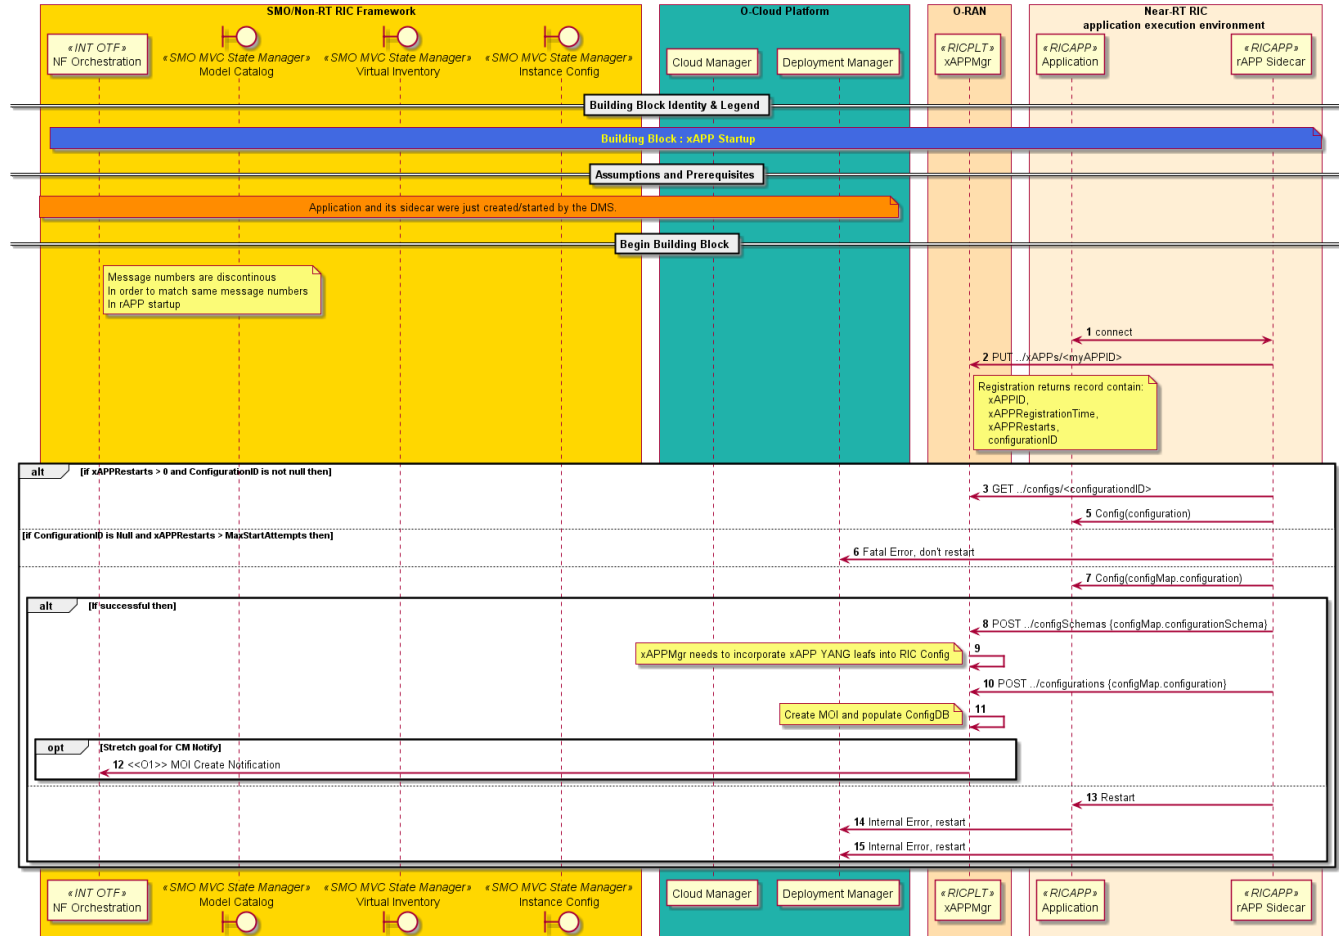 SMO/Non-RT RIC Framework
O-Cloud Platform
O-RAN
Near-RT RIC
application execution environment
«INT OTF»
NF Orchestration
«SMO MVC State Manager»
Model Catalog
«SMO MVC State Manager»
Virtual Inventory
«SMO MVC State Manager»
Instance Config
Cloud Manager
Deployment Manager
«RICPLT»
xAPPMgr
«RICAPP»
Application
«RICAPP»
rAPP Sidecar
Building Block Identity & Legend
Building Block : xAPP Startup
Assumptions and Prerequisites
Application and its sidecar were just created/started by the DMS.
Begin Building Block
Message numbers are discontinous
In order to match same message numbers
In rAPP startup
1 connect
2 PUT ../xAPPs/<myAPPID>
Registration returns record contain:
xAPPID,
xAPPRegistrationTime,
xAPPRestarts,
configurationID
alt [if xAPPRestarts > 0 and ConfigurationID is not null then]
3 GET ../configs/<configurationdID>
5 Config(configuration)
[if ConfigurationID is Null and xAPPRestarts > MaxStartAttempts then]
6 Fatal Error, don't restart
7 Config(configMap.configuration)
alt [If successful then]
8 POST ../configSchemas {configMap.configurationSchema}
xAPPMgr needs to incorporate xAPP YANG leafs into RIC Config
9
10 POST ../configurations {configMap.configuration}
Create MOI and populate ConfigDB
11
opt [Stretch goal for CM Notify]
12 <<O1>> MOI Create Notification
13 Restart
14 Internal Error, restart
15 Internal Error, restart
«INT OTF»
NF Orchestration
«SMO MVC State Manager»
Model Catalog
«SMO MVC State Manager»
Virtual Inventory
«SMO MVC State Manager»
Instance Config
Cloud Manager
Deployment Manager
«RICPLT»
xAPPMgr
«RICAPP»
Application
«RICAPP»
rAPP Sidecar